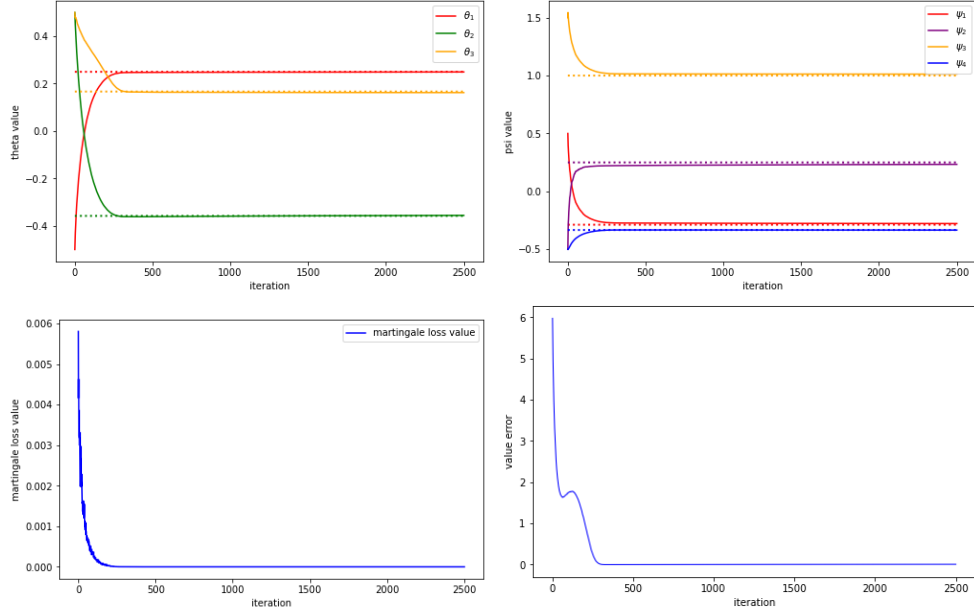 θ₁
θ₂
θ₃
0.4
0.2
0.0
−0.2
−0.4
theta value
0 500 1000 1500 2000 2500
iteration
ψ₁
ψ₂
ψ₃
ψ₄
1.5
1.0
0.5
0.0
−0.5
psi value
0 500 1000 1500 2000 2500
iteration
martingale loss value
0.006
0.005
0.004
0.003
0.002
0.001
0.000
martingale loss value
0 500 1000 1500 2000 2500
iteration
6
5
4
3
2
1
0
value error
0 500 1000 1500 2000 2500
iteration